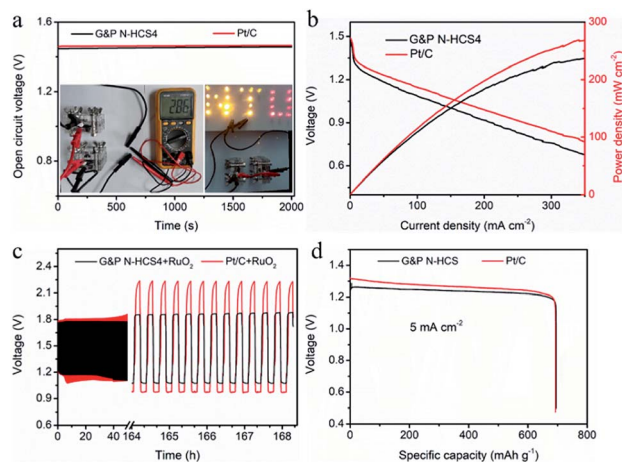 a
G&P N-HCS4
Pt/C
1.6
1.4
1.2
1.0
0.8
Open circuit voltage (V)
0
500
1000
1500
2000
Time (s)
b
G&P N-HCS4
Pt/C
1.5
1.2
0.9
0.6
Voltage (V)
300
250
200
150
100
50
0
Power density (mW cm-2)
0
100
200
300
Current density (mA cm-2)
c
G&P N-HCS4+RuO2
Pt/C+RuO2
2.4
2.1
1.8
1.5
1.2
0.9
0.6
Voltage (V)
0
20
40
164
165
166
167
168
Time (h)
d
G&P N-HCS
Pt/C
5 mA cm-2
1.4
1.2
1.0
0.8
0.6
0.4
Voltage (V)
0
200
400
600
800
Specific capacity (mAh g-1)